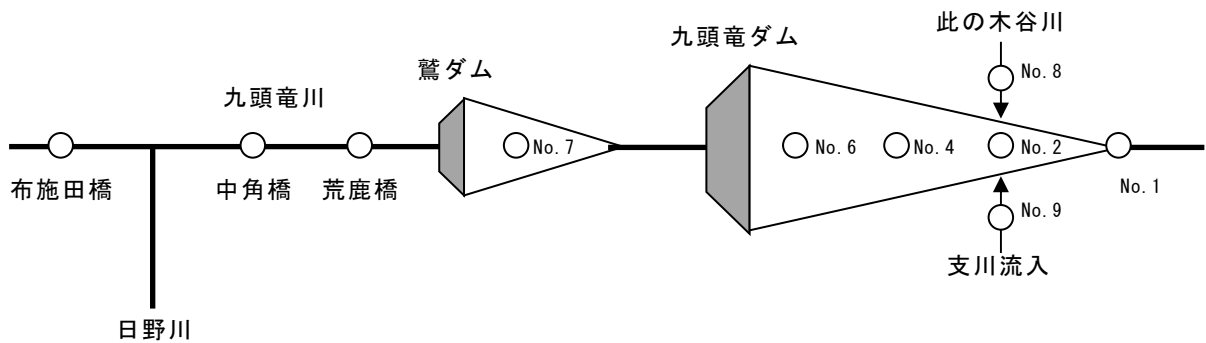 此の木谷川
九頭竜ダム
鷲ダム
No. 8
九頭竜川
No. 7
No. 6
No. 4
No. 2
布施田橋
中角橋
荒鹿橋
No. 1
No. 9
支川流入
日野川